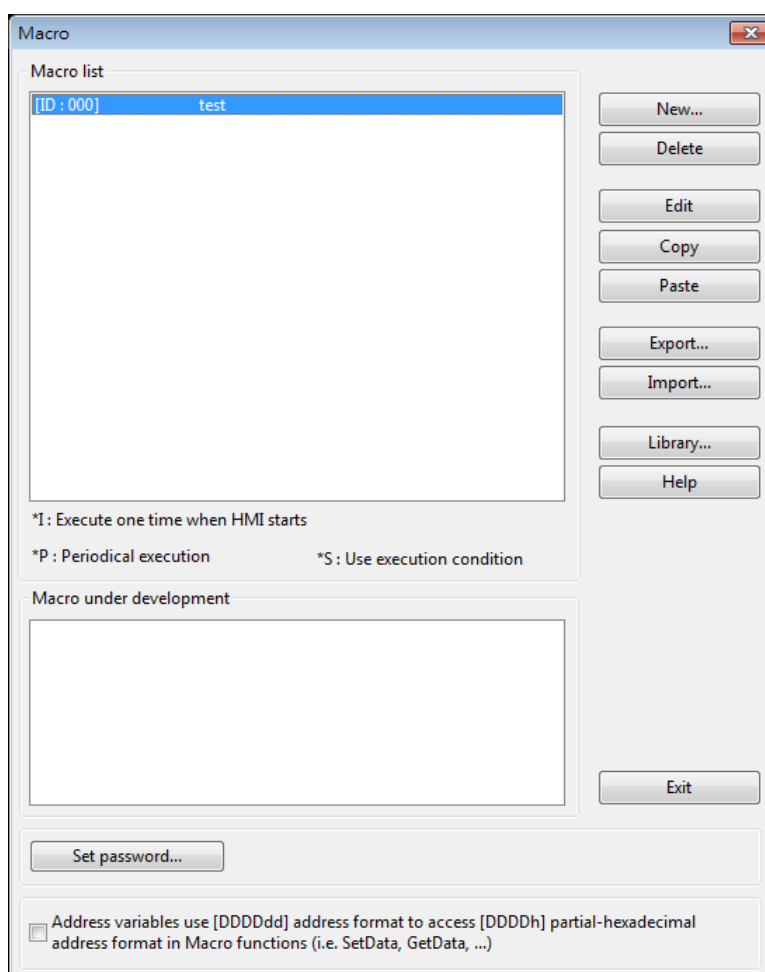 Macro
Macro list
[ID : 000] test
New...
Delete
Edit
Copy
Paste
Export...
Import...
Library...
Help
*I : Execute one time when HMI starts
*P : Periodical execution *S : Use execution condition
Macro under development
Exit
Set password...
Address variables use [DDDDdd] address format to access [DDDDh] partial-hexadecimal
address format in Macro functions (i.e. SetData, GetData, ...)